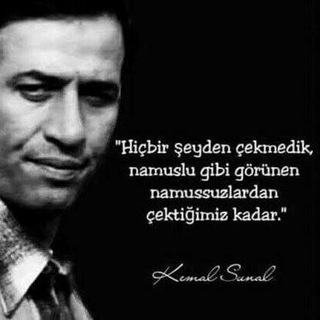 "Hiçbir şeyden çekmedik,
namuslu gibi görünen
namussuzlardan
çektiğimiz kadar."
Kemal Sunal